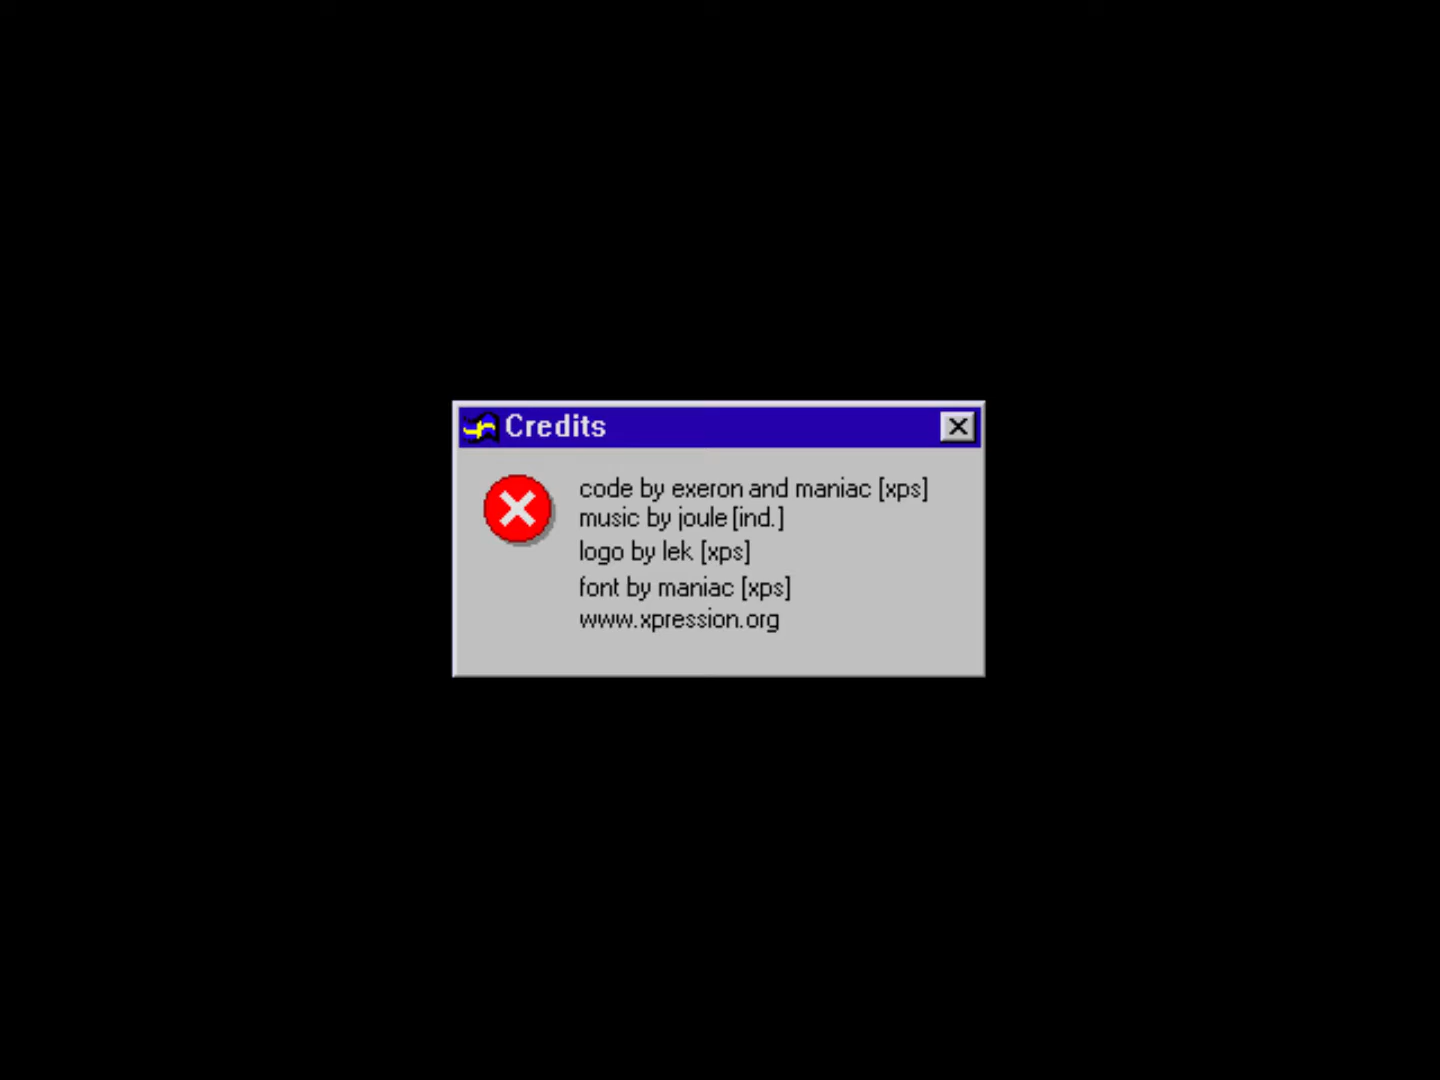 Credits
code by exeron and maniac [xps]
music by joule [ind.]
logo by lek [xps]
font by maniac [xps]
www.xpression.org